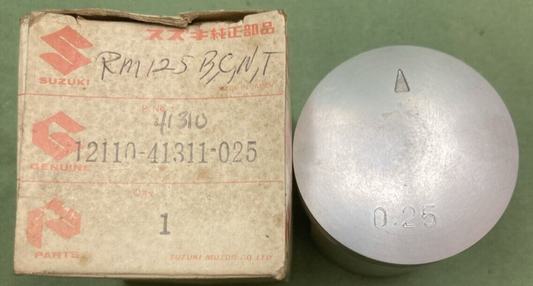 スズキ純正部品
SUZUKI
RM125 B,C,N,T
41310
12110-41311-025
GENUINE
1
PARTS
SUZUKI MOTOR CO LTD
0.25